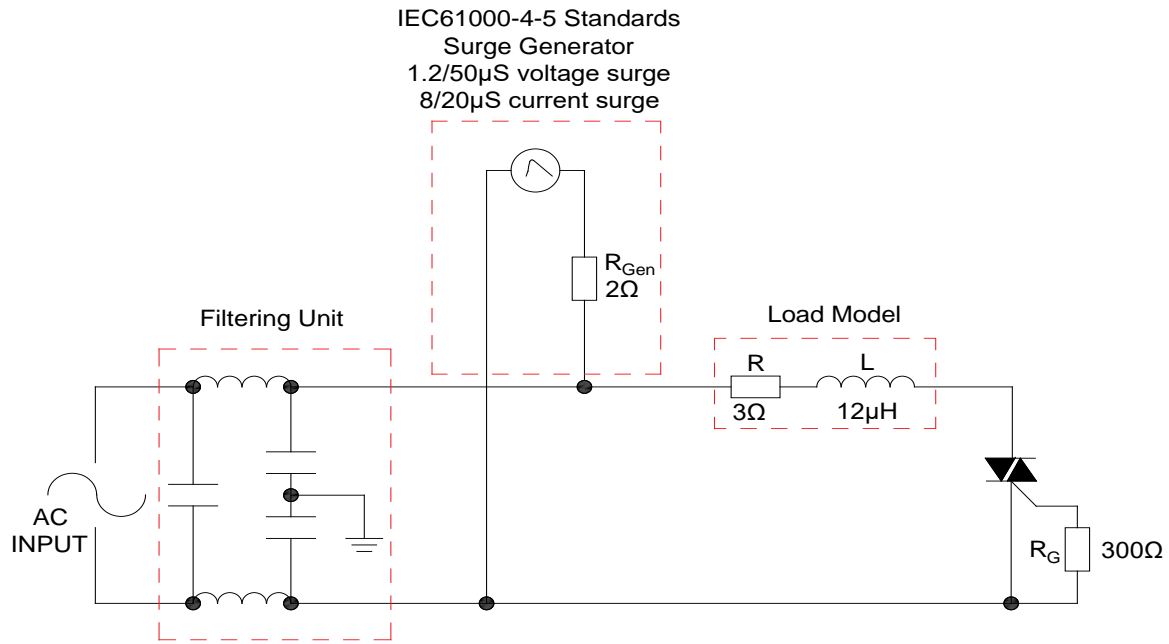 IEC61000-4-5 Standards
Surge Generator
1.2/50µS voltage surge
8/20µS current surge
RGen
2Ω
Filtering Unit
Load Model
R
L
3Ω
12µH
AC
INPUT
RG
300Ω